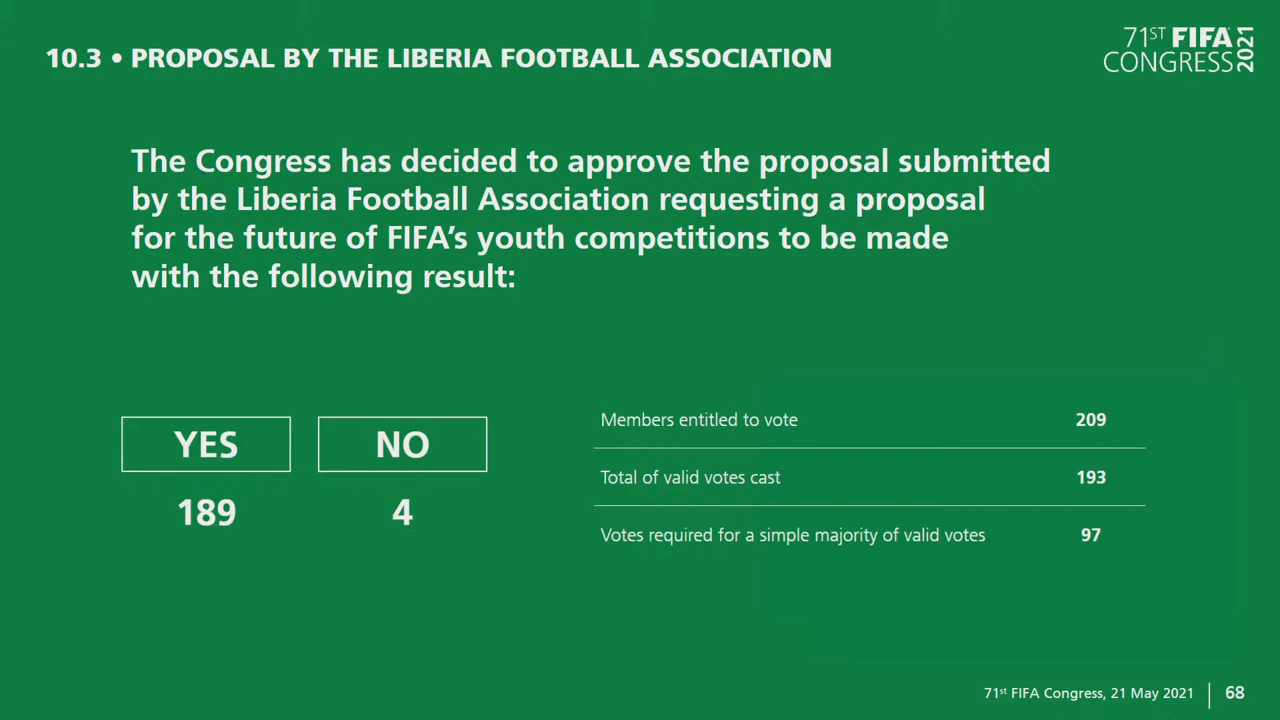 10.3 • PROPOSAL BY THE LIBERIA FOOTBALL ASSOCIATION
71ST FIFA
CONGRESS
2021
The Congress has decided to approve the proposal submitted
by the Liberia Football Association requesting a proposal
for the future of FIFA’s youth competitions to be made
with the following result:
YES NO
189 4
Members entitled to vote 209
Total of valid votes cast 193
Votes required for a simple majority of valid votes 97
71st FIFA Congress, 21 May 2021 | 68